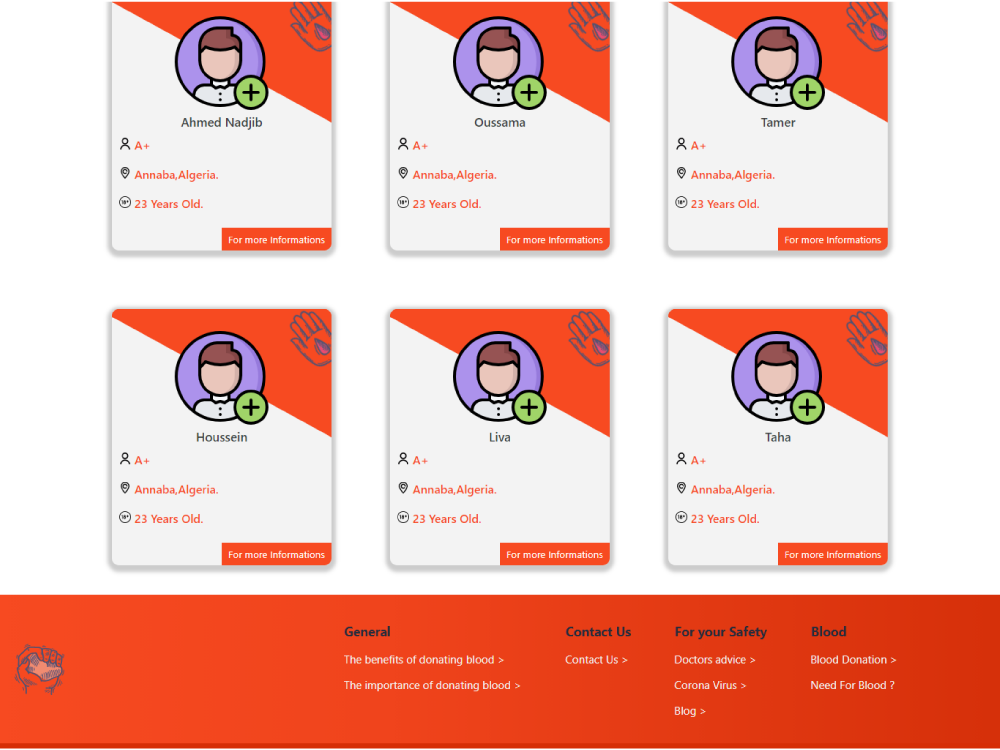 Ahmed Nadjib
A+
Annaba,Algeria.
23 Years Old.
For more Informations
Oussama
A+
Annaba,Algeria.
23 Years Old.
For more Informations
Tamer
A+
Annaba,Algeria.
23 Years Old.
For more Informations
Houssein
A+
Annaba,Algeria.
23 Years Old.
For more Informations
Liva
A+
Annaba,Algeria.
23 Years Old.
For more Informations
Taha
A+
Annaba,Algeria.
23 Years Old.
For more Informations
General
The benefits of donating blood >
The importance of donating blood >
Contact Us
Contact Us >
For your Safety
Doctors advice >
Corona Virus >
Blog >
Blood
Blood Donation >
Need For Blood ?